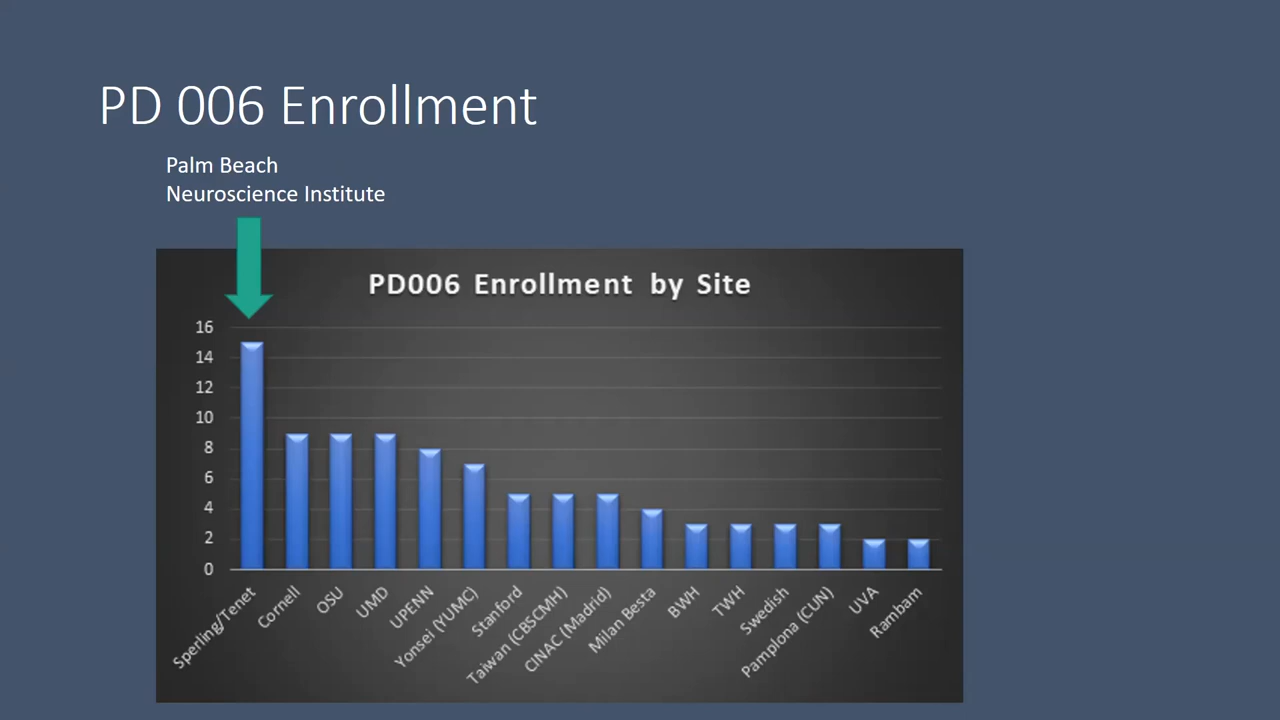 PD 006 Enrollment
Palm Beach
Neuroscience Institute
PD006 Enrollment by Site
16
14
12
10
8
6
4
2
0
Sperling/Tenet
Cornell
OSU
UMD
UPENN
Yonsei (YUMC)
Stanford
Taiwan (CBSCMH)
CINAC (Madrid)
Milan Besta
BWH
TWH
Swedish
Pamplona (CUN)
UVA
Rambam